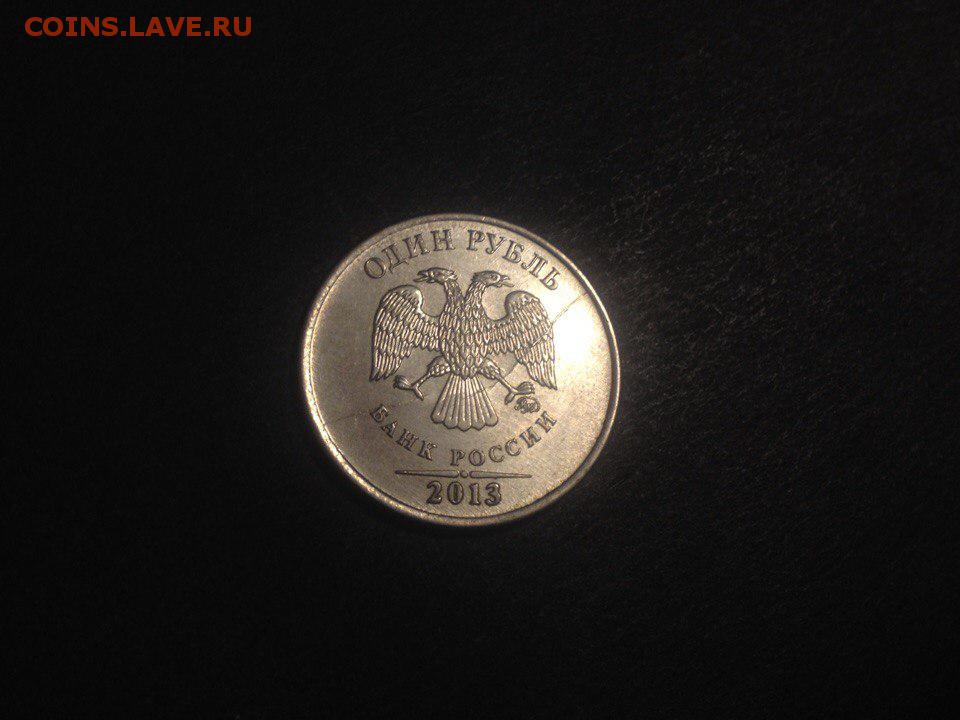 COINS.LAVE.RU
ОДИН РУБЛЬ
БАНК РОССИИ
2013